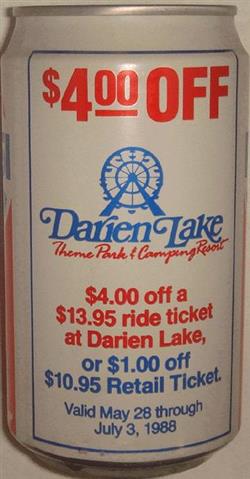 $4.00 OFF
Darien Lake
Theme Park & Camping Resort
$4.00 off a
$13.95 ride ticket
at Darien Lake,
or $1.00 off
$10.95 Retail Ticket.
Valid May 28 through
July 3, 1988